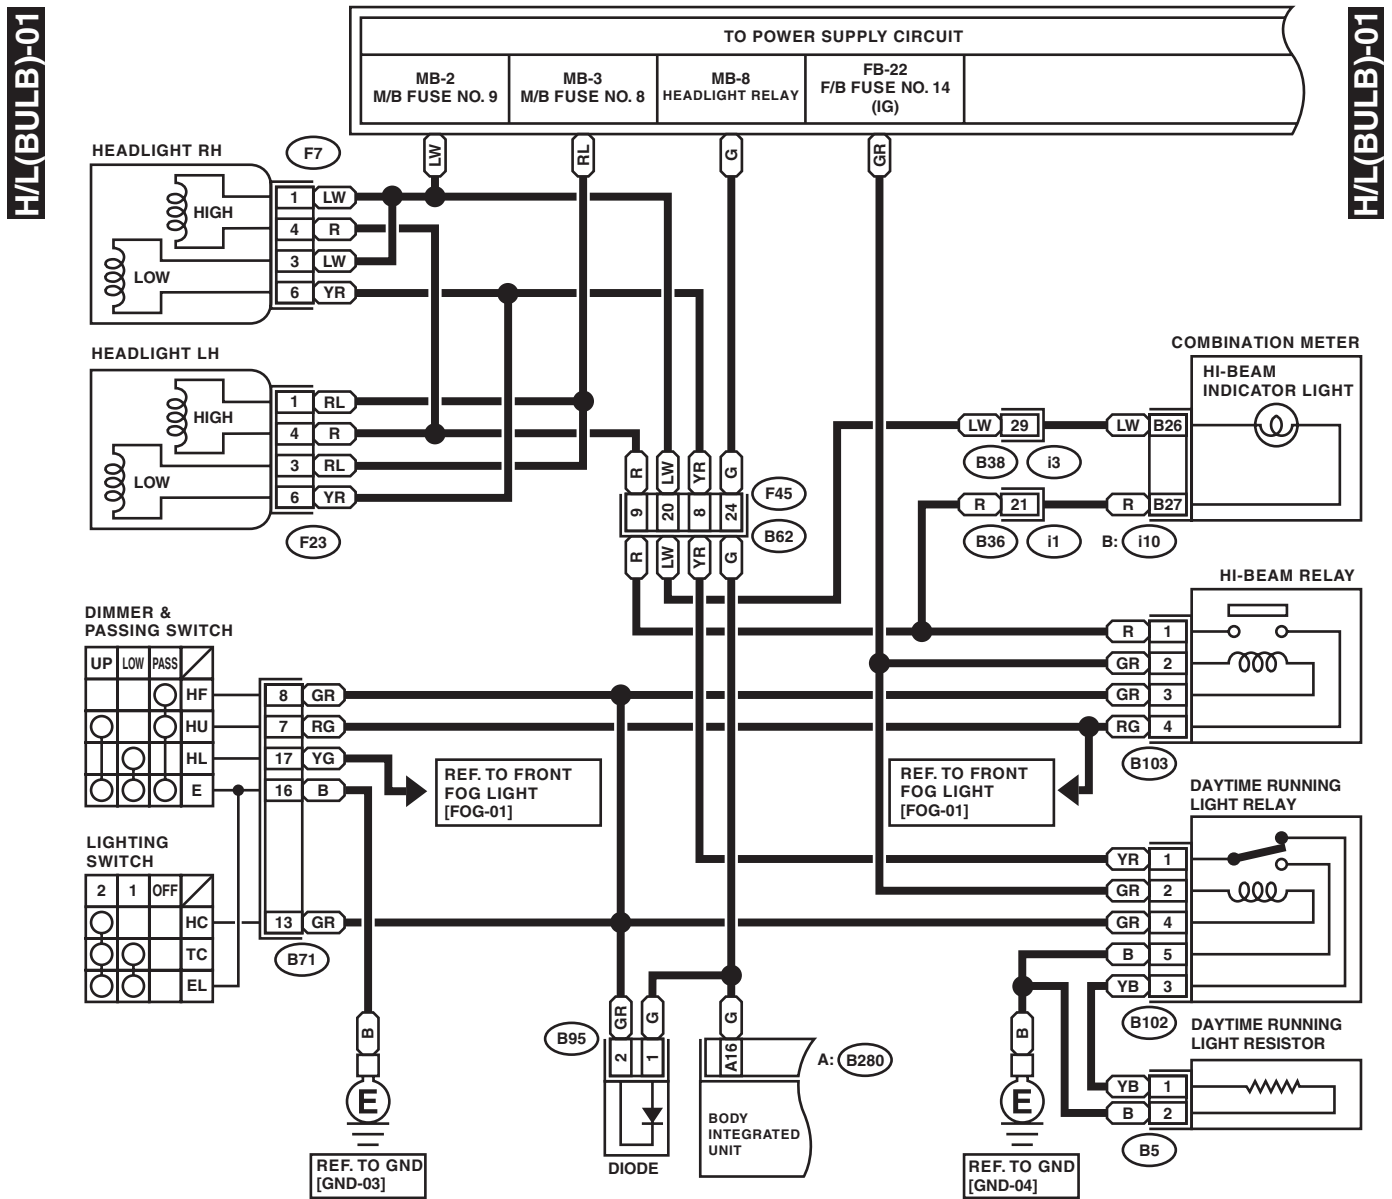 H/L(BULB)-01
H/L(BULB)-01
TO POWER SUPPLY CIRCUIT
MB-2
M/B FUSE NO. 9
MB-3
M/B FUSE NO. 8
MB-8
HEADLIGHT RELAY
FB-22
F/B FUSE NO. 14
(IG)
LW
RL
G
GR
HEADLIGHT RH
F7
HIGH
LOW
1 LW
4 R
3 LW
6 YR
HEADLIGHT LH
HIGH
LOW
1 RL
4 R
3 RL
6 YR
F23
R LW YR G
9 20 8 24
R LW YR G
F45
B62
COMBINATION METER
HI-BEAM
INDICATOR LIGHT
LW 29 LW B26
B38 i3
R 21 R B27
B36 i1 B: i10
HI-BEAM RELAY
R 1
GR 2
GR 3
RG 4
B103
DIMMER &
PASSING SWITCH
UP LOW PASS
HF
HU
HL
E
8 GR
7 RG
17 YG
16 B
13 GR
B71
REF. TO FRONT
FOG LIGHT
[FOG-01]
REF. TO FRONT
FOG LIGHT
[FOG-01]
LIGHTING
SWITCH
2 1 OFF
HC
TC
EL
DAYTIME RUNNING
LIGHT RELAY
YR 1
GR 2
GR 4
B 5
YB 3
B102
DAYTIME RUNNING
LIGHT RESISTOR
YB 1
B 2
B5
B
E
REF. TO GND
[GND-03]
B95
GR G
2 1
DIODE
G
A16
A: B280
BODY
INTEGRATED
UNIT
B
E
REF. TO GND
[GND-04]